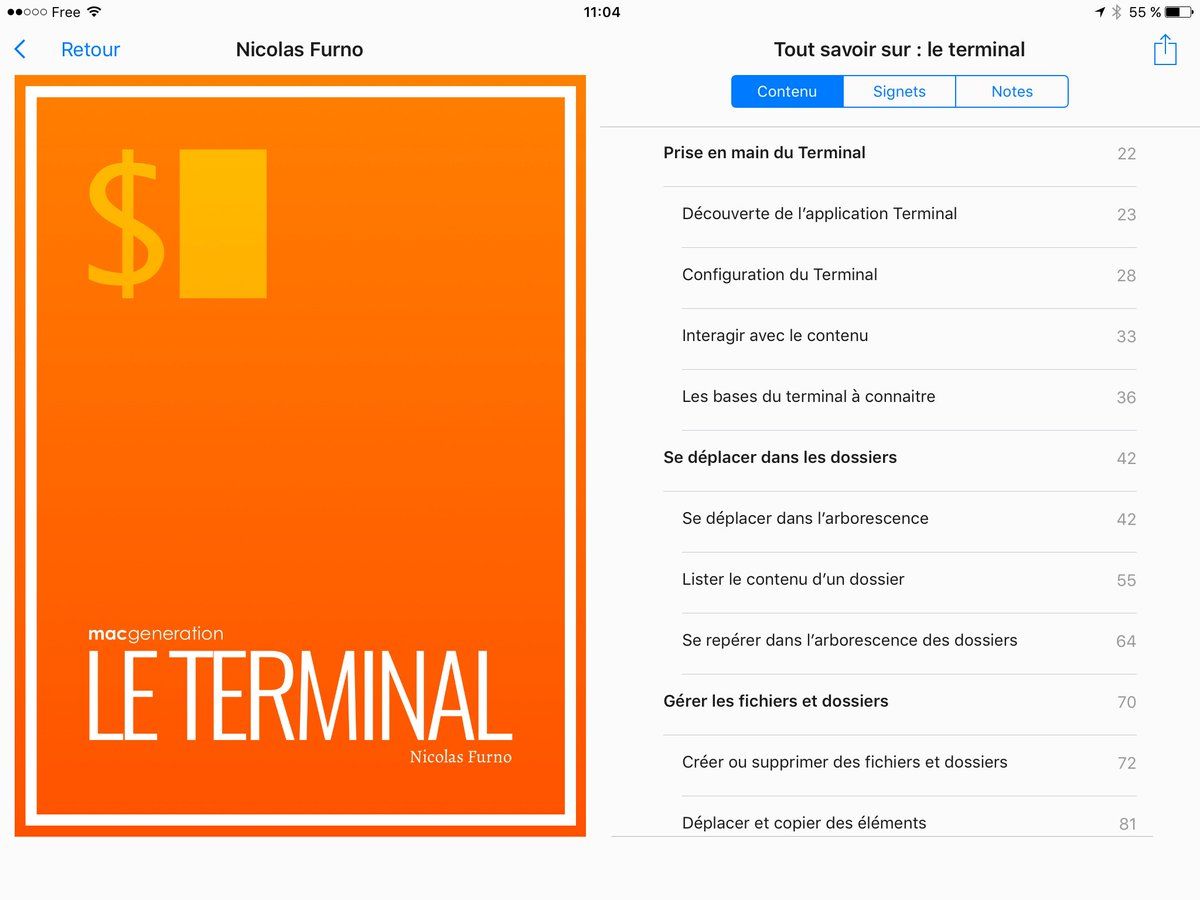 Free 11:04 55 %
Retour Nicolas Furno Tout savoir sur : le terminal
Contenu Signets Notes
$
macgeneration
LE TERMINAL
Nicolas Furno
Prise en main du Terminal 22
Découverte de l’application Terminal 23
Configuration du Terminal 28
Interagir avec le contenu 33
Les bases du terminal à connaitre 36
Se déplacer dans les dossiers 42
Se déplacer dans l’arborescence 42
Lister le contenu d’un dossier 55
Se repérer dans l’arborescence des dossiers 64
Gérer les fichiers et dossiers 70
Créer ou supprimer des fichiers et dossiers 72
Déplacer et copier des éléments 81